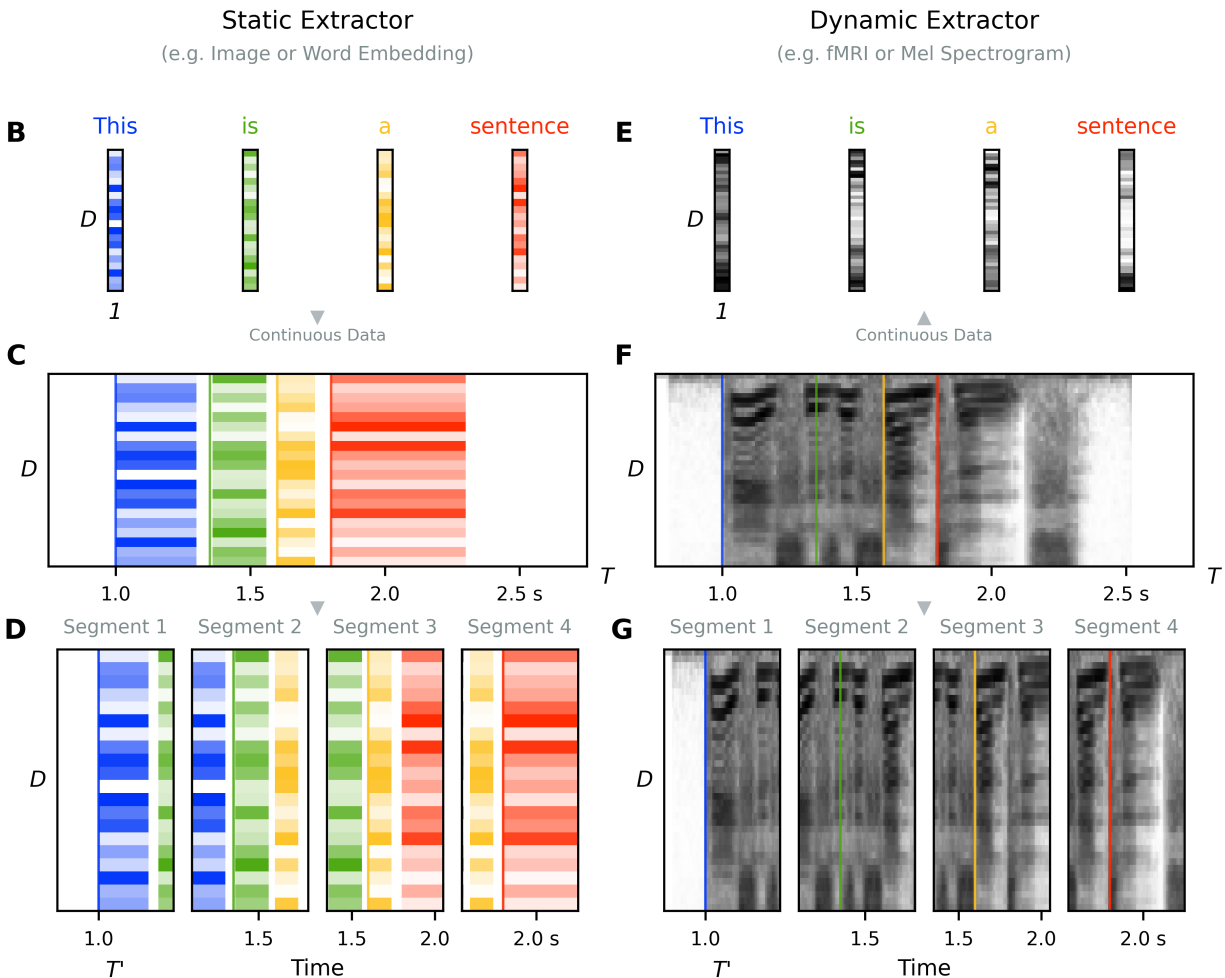 Static Extractor
(e.g. Image or Word Embedding)
B
This is a sentence
D
1
▼
Continuous Data
C
D
1.0 1.5 2.0 2.5 s
T
▼
D
Segment 1 Segment 2 Segment 3 Segment 4
D
1.0 1.5 1.5 2.0 2.0 s
T' Time
Dynamic Extractor
(e.g. fMRI or Mel Spectrogram)
E
This is a sentence
D
1
▲
Continuous Data
F
D
1.0 1.5 2.0 2.5 s
T
▼
G
Segment 1 Segment 2 Segment 3 Segment 4
D
1.0 1.5 1.5 2.0 2.0 s
T' Time